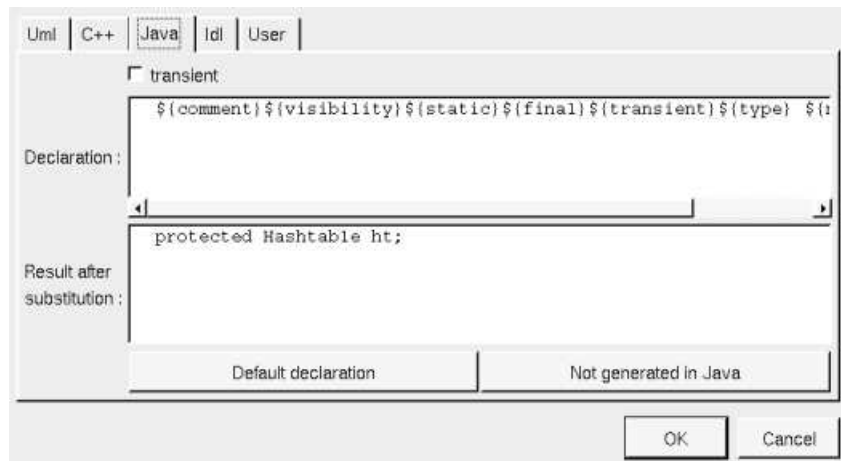 Uml C++ Java Idl User
transient
${comment}${visibility}${static}${final}${transient}${type} ${
Declaration :
protected Hashtable ht;
Result after
substitution :
Default declaration Not generated in Java
OK Cancel